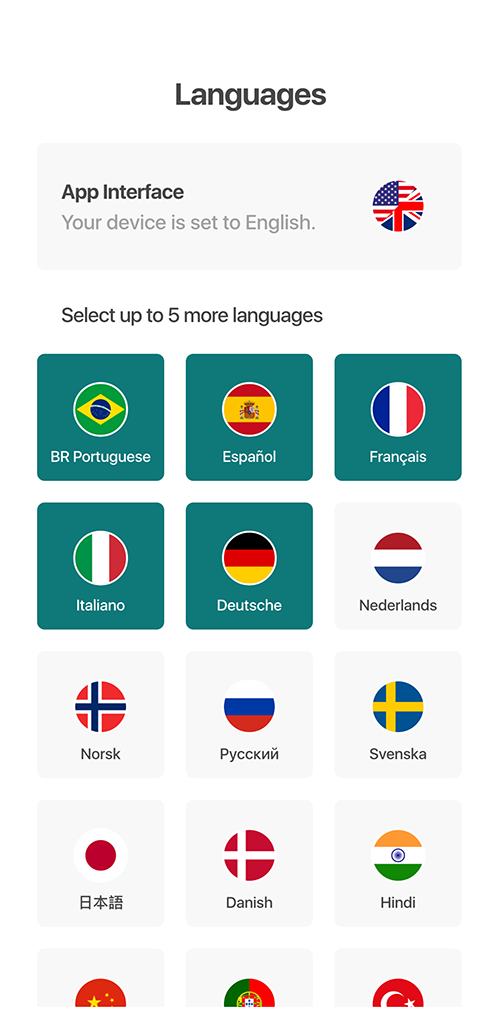 Languages
App Interface
Your device is set to English.
Select up to 5 more languages
BR Portuguese
Español
Français
Italiano
Deutsche
Nederlands
Norsk
Русский
Svenska
日本語
Danish
Hindi